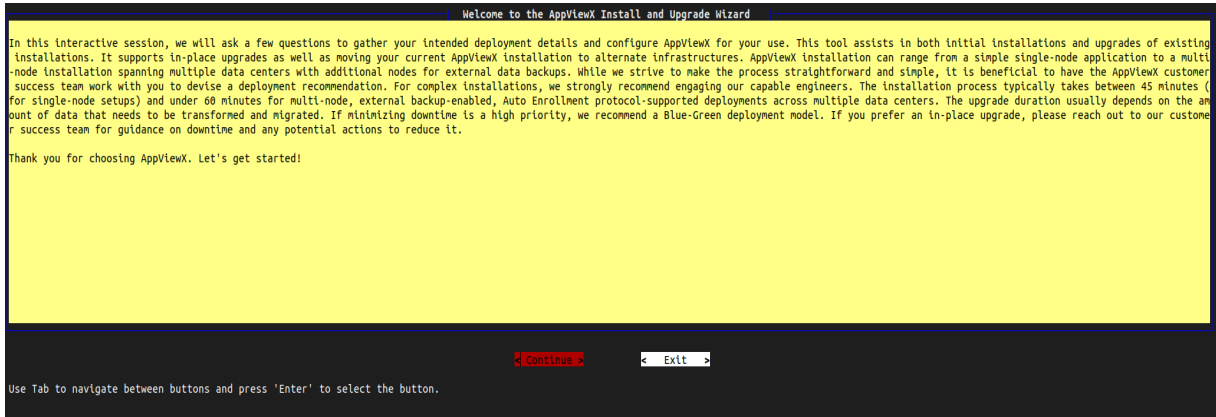 Welcome to the AppViewX Install and Upgrade Wizard
In this interactive session, we will ask a few questions to gather your intended deployment details and configure AppViewX for your use. This tool assists in both initial installations and upgrades of existing
 installations. It supports in-place upgrades as well as moving your current AppViewX installation to alternate infrastructures. AppViewX installation can range from a simple single-node application to a multi
-node installation spanning multiple data centers with additional nodes for external data backups. While we strive to make the process straightforward and simple, it is beneficial to have the AppViewX customer
 success team work with you to devise a deployment recommendation. For complex installations, we strongly recommend engaging our capable engineers. The installation process typically takes between 45 minutes (
for single-node setups) and under 60 minutes for multi-node, external backup-enabled, Auto Enrollment protocol-supported deployments across multiple data centers. The upgrade duration usually depends on the am
ount of data that needs to be transformed and migrated. If minimizing downtime is a high priority, we recommend a Blue-Green deployment model. If you prefer an in-place upgrade, please reach out to our custome
r success team for guidance on downtime and any potential actions to reduce it.
Thank you for choosing AppViewX. Let's get started!
< Continue > < Exit >
Use Tab to navigate between buttons and press 'Enter' to select the button.